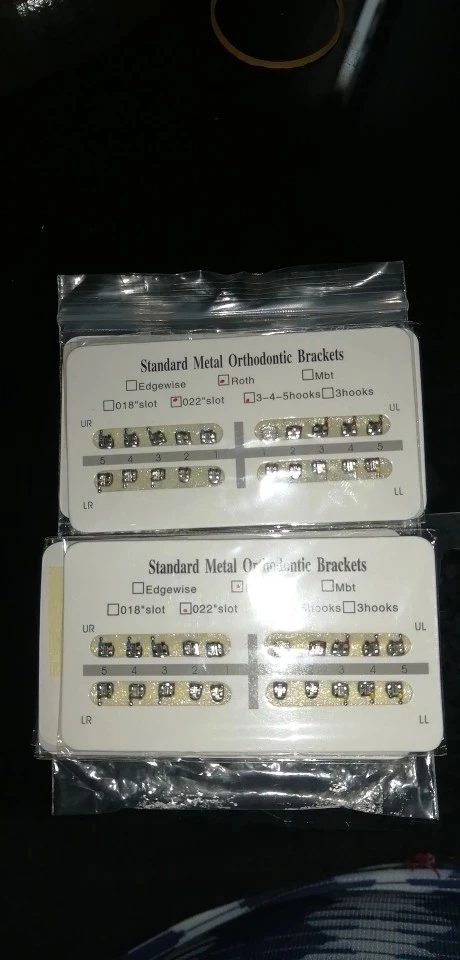 Standard Metal Orthodontic Brackets
Edgewise Roth Mbt
018"slot 022"slot 3-4-5hooks 3hooks
UR UL
5 4 3 2 1 1 2 3 4 5
LR LL
Standard Metal Orthodontic Brackets
Edgewise Mbt
018"slot 022"slot 5hooks 3hooks
UR UL
5 4 3 2 1 2 3 4 5
LR LL